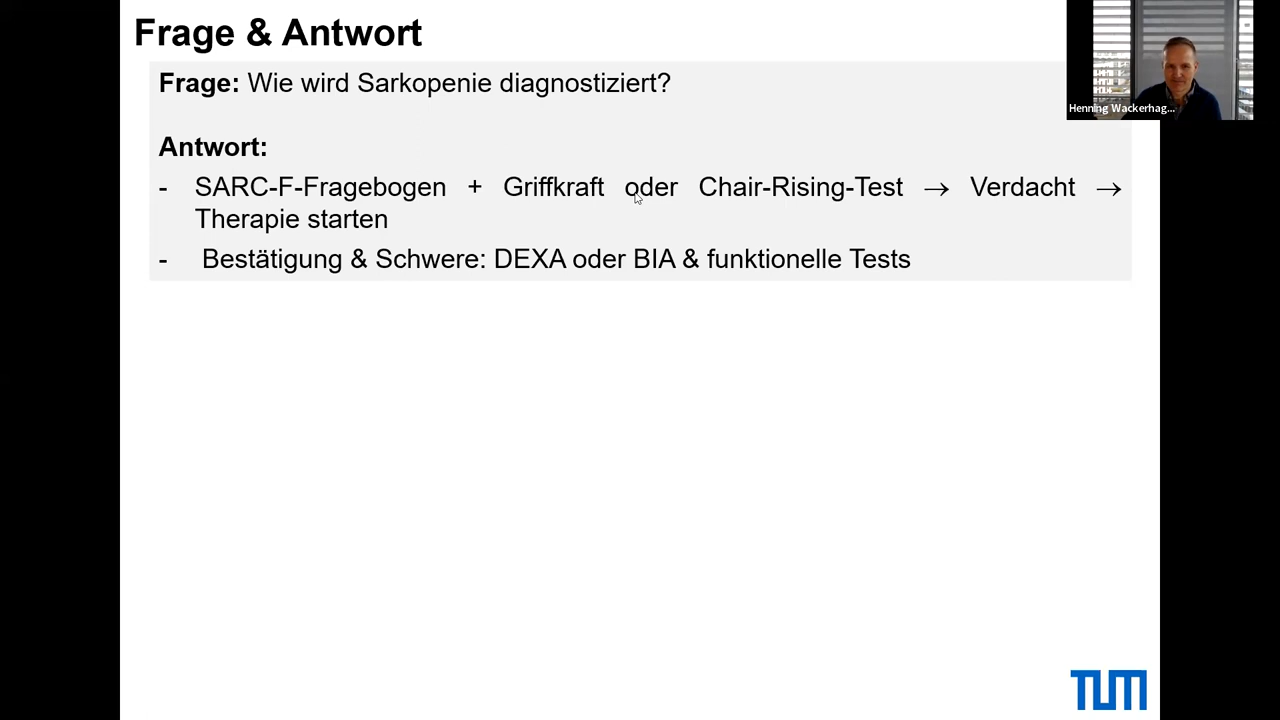 Frage & Antwort
Frage: Wie wird Sarkopenie diagnostiziert?
Henning Wackerhag...
Antwort:
- SARC-F-Fragebogen + Griffkraft oder Chair-Rising-Test → Verdacht →
Therapie starten
- Bestätigung & Schwere: DEXA oder BIA & funktionelle Tests
TUM